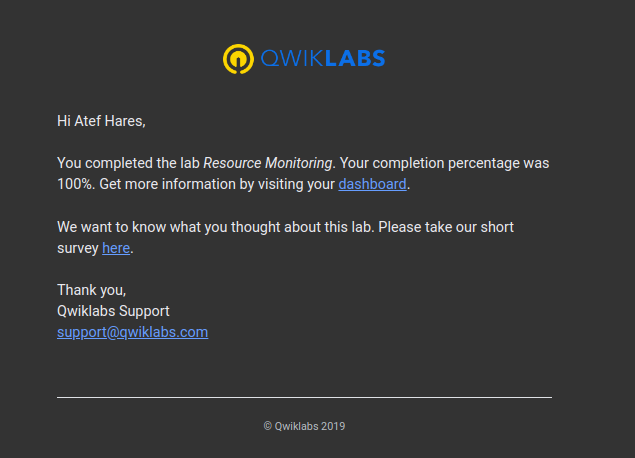 QWIKLABS
Hi Atef Hares,
You completed the lab Resource Monitoring. Your completion percentage was
100%. Get more information by visiting your dashboard.
We want to know what you thought about this lab. Please take our short
survey here.
Thank you,
Qwiklabs Support
support@qwiklabs.com
© Qwiklabs 2019